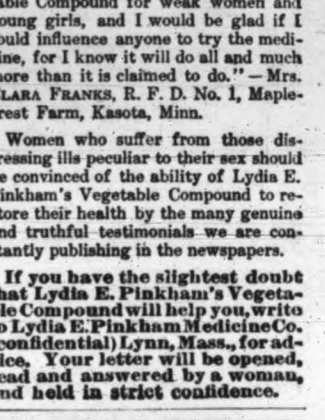 able Compound for weak women and
oung girls, and I would be glad if I
ould influence anyone to try the medi-
ine, for I know it will do all and much
ore than it is claimed to do."—Mrs.
LARA FRANKS, R. F. D. No. 1, Maple-
rest Farm, Kasota, Minn.
Women who suffer from those dis-
ressing ills peculiar to their sex should
e convinced of the ability of Lydia E.
inkham's Vegetable Compound to re-
tore their health by the many genuine
nd truthful testimonials we are con-
tantly publishing in the newspapers.
If you have the slightest doubt
hat Lydia E. Pinkham's Vegeta-
le Compound will help you, write
o Lydia E. Pinkham Medicine Co.
confidential) Lynn, Mass., for ad-
ice. Your letter will be opened,
ead and answered by a woman,
nd held in strict confidence.